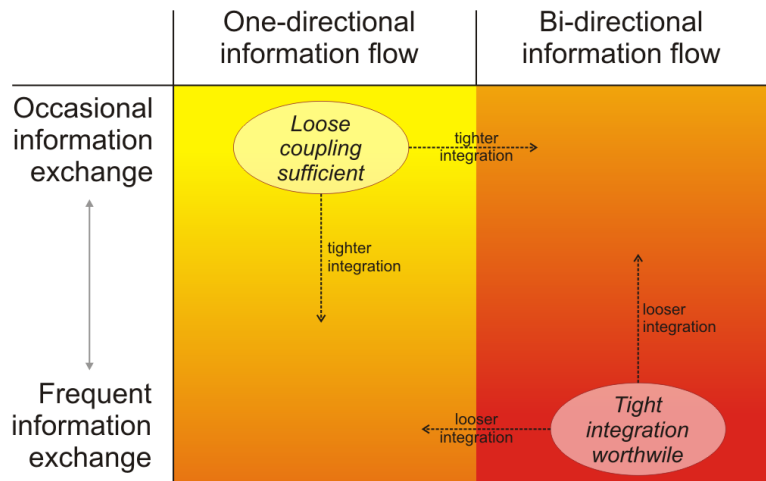 One-directional
information flow
Bi-directional
information flow
Occasional
information
exchange
Loose
coupling
sufficient
tighter
integration
tighter
integration
looser
integration
Frequent
information
exchange
looser
integration
Tight
integration
worthwile